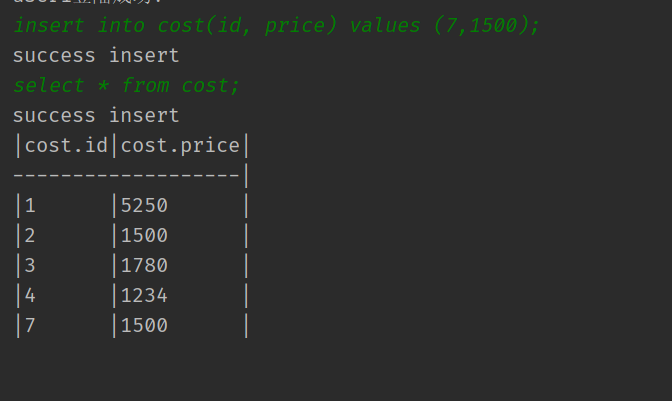 insert into cost(id, price) values (7,1500);
success insert
select * from cost;
success insert
|cost.id|cost.price|
-------------------|
|1      |5250      |
|2      |1500      |
|3      |1780      |
|4      |1234      |
|7      |1500      |